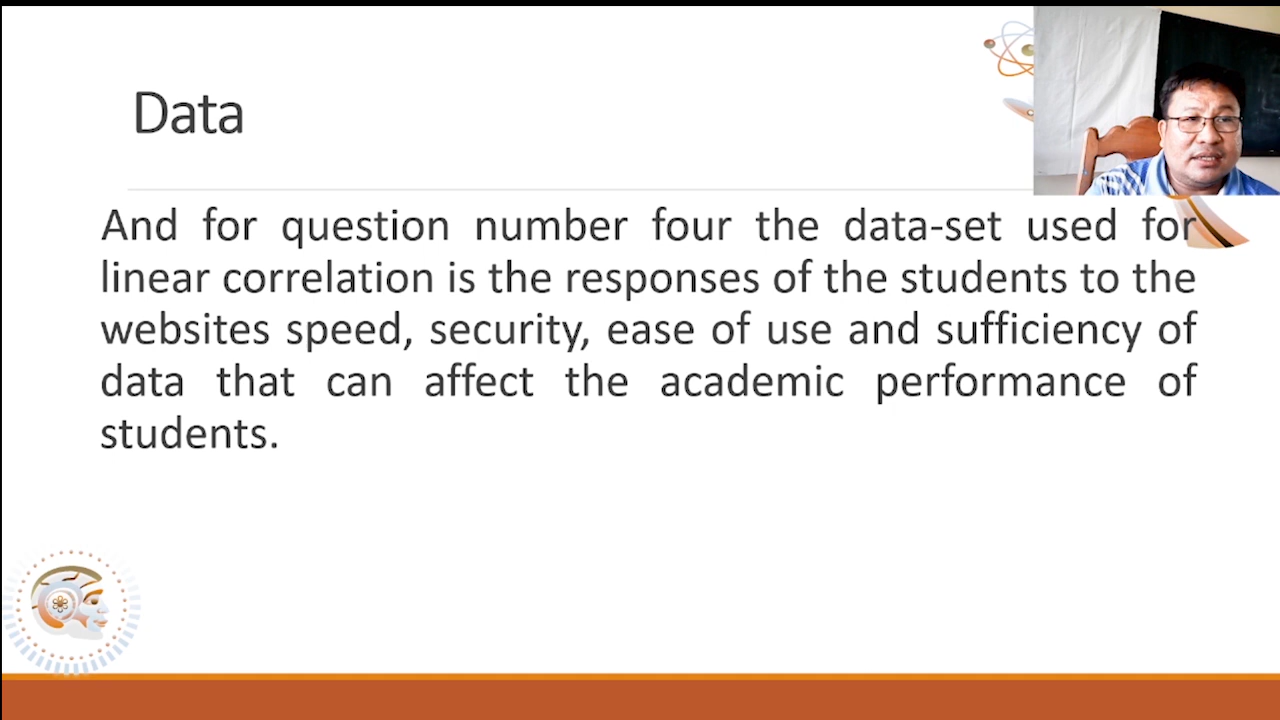 Data
And for question number four the data-set used for
linear correlation is the responses of the students to the
websites speed, security, ease of use and sufficiency of
data that can affect the academic performance of
students.